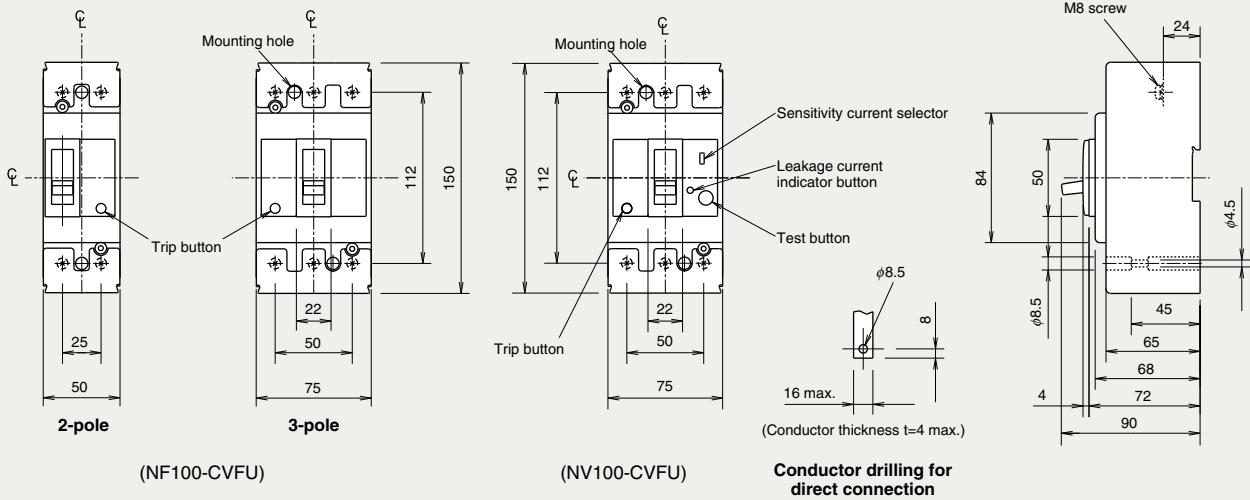 M8 screw
24
℄
℄
℄
Mounting hole
Mounting hole
Sensitivity current selector
Leakage current
indicator button
Test button
℄
℄
112
150
150
112
84
50
φ4.5
Trip button
Trip button
φ8.5
φ8.5
8
25
50
22
50
75
22
50
75
16 max.
(Conductor thickness t=4 max.)
45
65
68
4
72
90
2-pole
3-pole
(NF100-CVFU)
(NV100-CVFU)
Conductor drilling for
direct connection